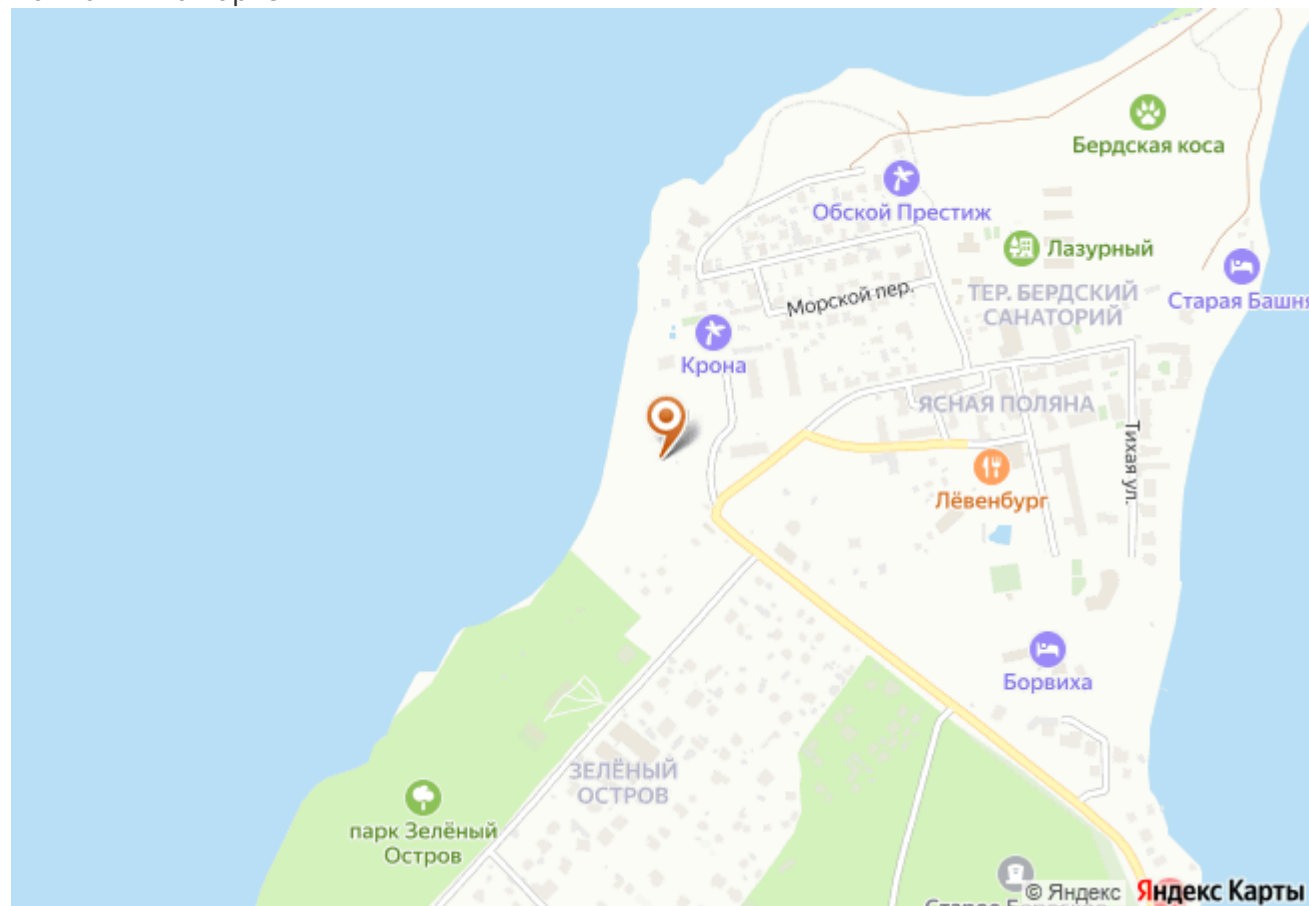 Бердская коса
Обской Престиж
Лазурный
Морской пер.
ТЕР. БЕРДСКИЙ
САНАТОРИЙ
Старая Башня
Крона
ЯСНАЯ ПОЛЯНА
Тихая ул.
Лёвенбург
Борвиха
ЗЕЛЁНЫЙ
ОСТРОВ
парк Зелёный
Остров
© Яндекс Яндекс Карты